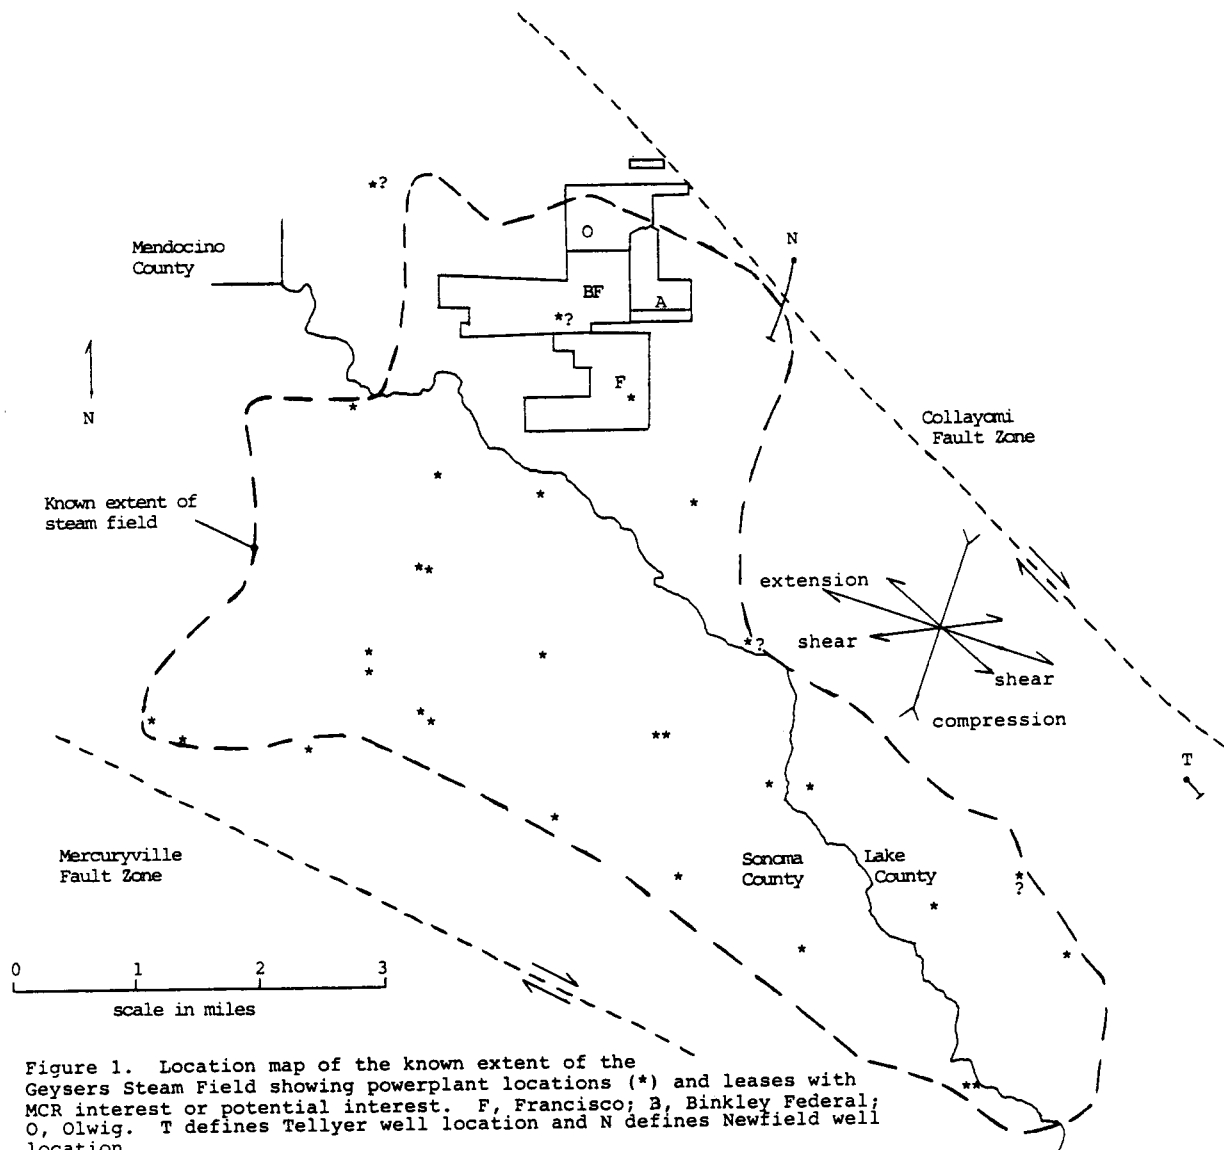 *?
Mendocino
County
N
O
N
BF
A
*?
F
*
Collayomi
Fault Zone
*
*
*
*
Known extent of
steam field
**
extension
shear
*?
shear
*
*
*
compression
*
*
*
*
*
**
T
*
*
*
Mercuryville
Fault Zone
Sonoma
County
Lake
County
*
*
?
*
*
*
0 1 2 3
scale in miles
**
Figure 1. Location map of the known extent of the
Geysers Steam Field showing powerplant locations (*) and leases with
MCR interest or potential interest. F, Francisco; B, Binkley Federal;
O, Olwig. T defines Tellyer well location and N defines Newfield well
location